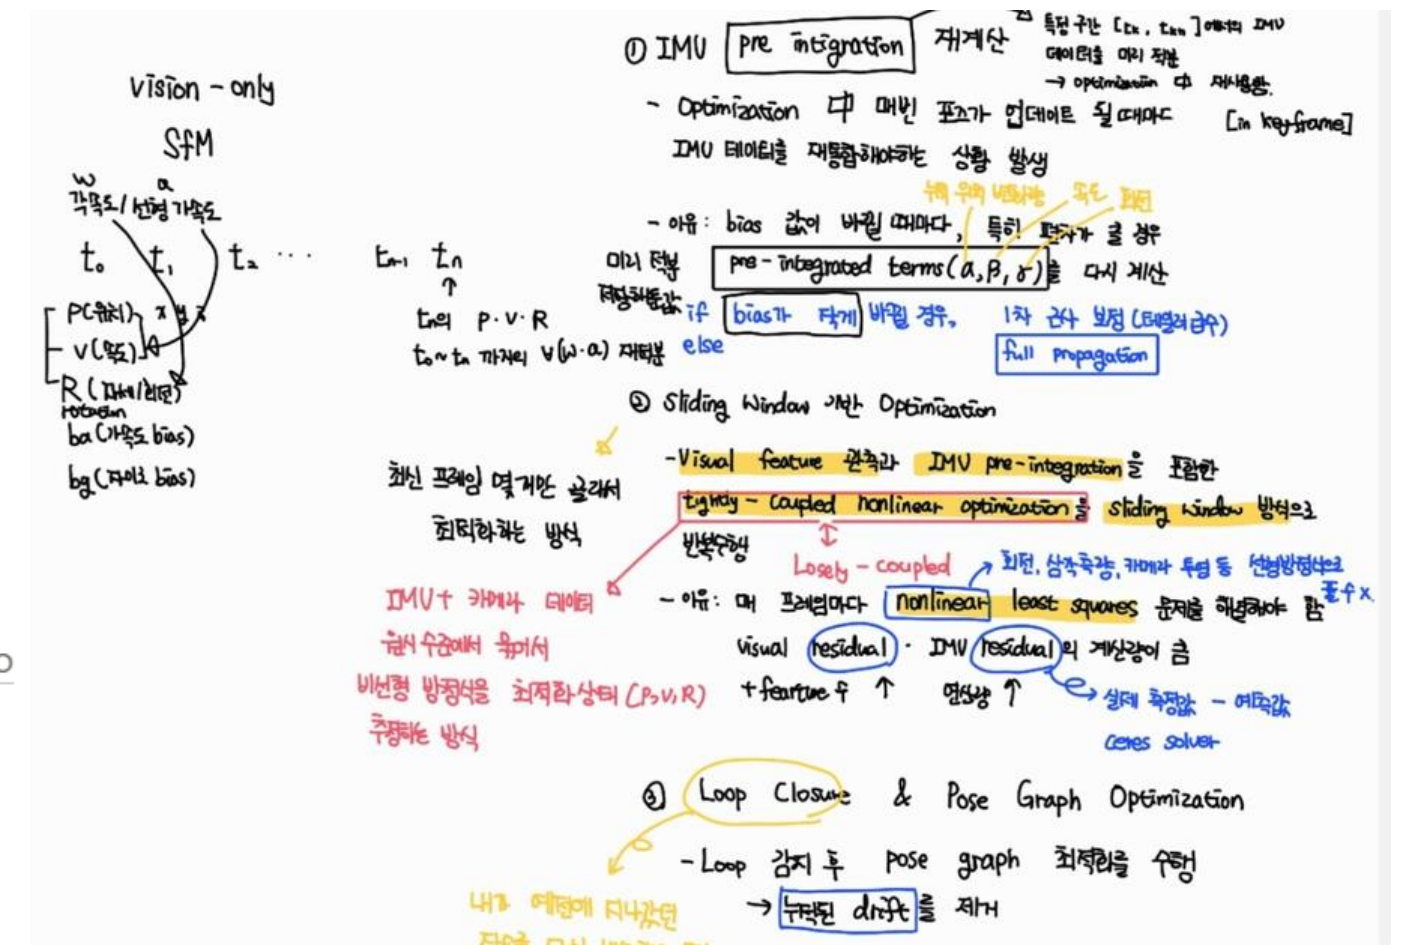 Vision-only
SfM
w a
각속도/선형 가속도
t₀ t₁ t₂ ··· tₙ₋₁ tₙ
P(위치) x y z
V(속도)
R(자세/회전)
rotation
ba(가속도 bias)
bg(자이로 bias)
tₙ의 P·V·R
t₀~tₙ 까지의 V(w·a) 재적분
① IMU pre intigration 재계산
특정 구간 [tk, tk+1]에서의 IMU
데이터를 미리 적분
→ optimization 中 재사용함.
- Optimization 中 매번 포즈가 업데이트 될 때마다 [in keyframe]
IMU 데이터를 재통합해야하는 상황 발생
누적 위치 변화량 속도 회전
- 이유: bias 값이 바뀔 때마다, 특히 편차가 클 경우
미리 적분
저장해둔값
pre-integrated terms(α,β,γ)를 다시 계산
if bias가 작게 바뀔 경우, 1차 근사 보정(테일러급수)
else full propagation
② Sliding Window 기반 Optimization
최신 프레임 몇개만 골라서
최적화하는 방식
-Visual feature 관측과 IMU pre-integration을 포함한
tightly-coupled nonlinear optimization을 sliding window 방식으로
반복수행
Losely-coupled
회전, 삼각측량, 카메라 투영 등 선형방정식으로
풀수x
IMU+ 카메라 데이터
원시 수준에서 묶어서
비선형 방정식을 최적화상태(P,V,R)
추정하는 방식
- 이유: 매 프레임마다 nonlinear least squares 문제를 해결해야 함
visual residual · IMU residual의 계산량이 큼
+fearture 수 ↑ 연산량 ↑
실제 측정값 - 예측값
ceres solver
③ Loop Closure & Pose Graph Optimization
-Loop 감지 후 pose graph 최적화를 수행
→ 누적된 drift를 제거
내가 예전에 지나갔던